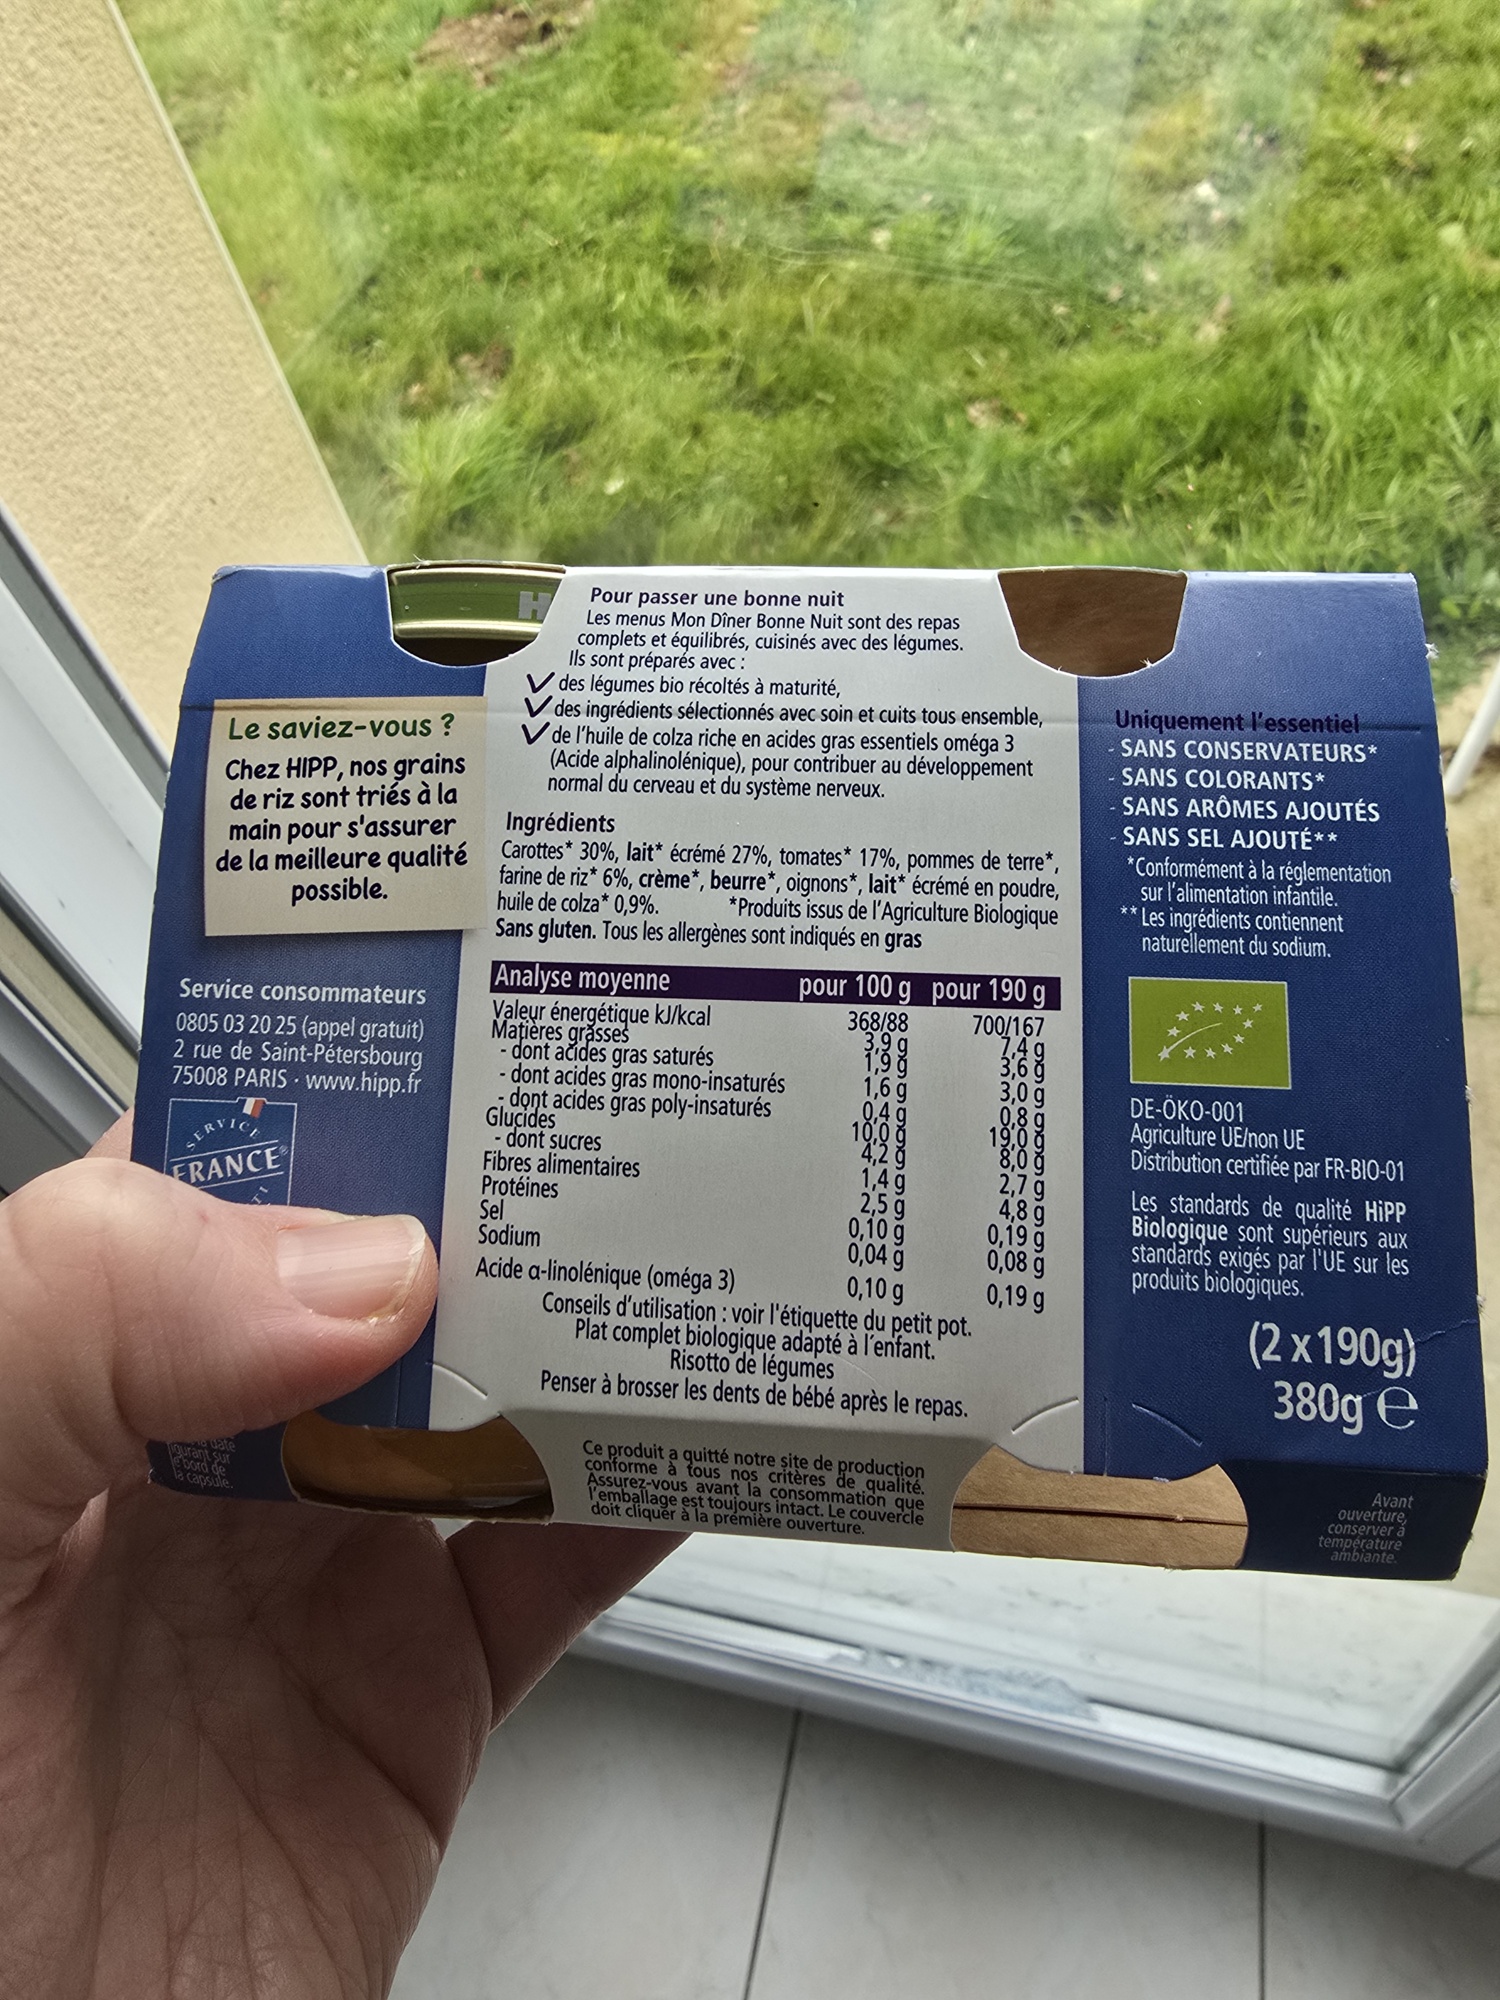 H
Pour passer une bonne nuit
Les menus Mon Dîner Bonne Nuit sont des repas
complets et équilibrés, cuisinés avec des légumes.
Ils sont préparés avec :
des légumes bio récoltés à maturité,
des ingrédients sélectionnés avec soin et cuits tous ensemble,
de l'huile de colza riche en acides gras essentiels oméga 3
(Acide alphalinolénique), pour contribuer au développement
normal du cerveau et du système nerveux.
Ingrédients
Carottes* 30%, lait* écrémé 27%, tomates* 17%, pommes de terre*,
farine de riz* 6%, crème*, beurre*, oignons*, lait* écrémé en poudre,
huile de colza* 0,9%. *Produits issus de l'Agriculture Biologique
Sans gluten. Tous les allergènes sont indiqués en gras
Analyse moyenne pour 100 g pour 190 g
Valeur énergétique kJ/kcal 368/88 700/167
Matières grasses 3,9 g 7,4 g
- dont acides gras saturés 1,9 g 3,6 g
- dont acides gras mono-insaturés 1,6 g 3,0 g
- dont acides gras poly-insaturés 0,4 g 0,8 g
Glucides 10,0 g 19,0 g
- dont sucres 4,2 g 8,0 g
Fibres alimentaires 1,4 g 2,7 g
Protéines 2,5 g 4,8 g
Sel 0,10 g 0,19 g
Sodium 0,04 g 0,08 g
Acide α-linolénique (oméga 3) 0,10 g 0,19 g
Conseils d'utilisation : voir l'étiquette du petit pot.
Plat complet biologique adapté à l'enfant.
Risotto de légumes
Penser à brosser les dents de bébé après le repas.
Ce produit a quitté notre site de production
conforme à tous nos critères de qualité.
Assurez-vous avant la consommation que
l'emballage est toujours intact. Le couvercle
doit cliquer à la première ouverture.
Le saviez-vous ?
Chez HIPP, nos grains
de riz sont triés à la
main pour s'assurer
de la meilleure qualité
possible.
Service consommateurs
0805 03 20 25 (appel gratuit)
2 rue de Saint-Pétersbourg
75008 PARIS · www.hipp.fr
SERVICE
FRANCE®
la date
figurant sur
le bord de
la capsule.
Uniquement l'essentiel
- SANS CONSERVATEURS*
- SANS COLORANTS*
- SANS ARÔMES AJOUTÉS
- SANS SEL AJOUTÉ**
*Conformément à la réglementation
sur l'alimentation infantile.
** Les ingrédients contiennent
naturellement du sodium.
DE-ÖKO-001
Agriculture UE/non UE
Distribution certifiée par FR-BIO-01
Les standards de qualité HiPP
Biologique sont supérieurs aux
standards exigés par l'UE sur les
produits biologiques.
(2 x 190g)
380g e
Avant
ouverture,
conserver à
température
ambiante.